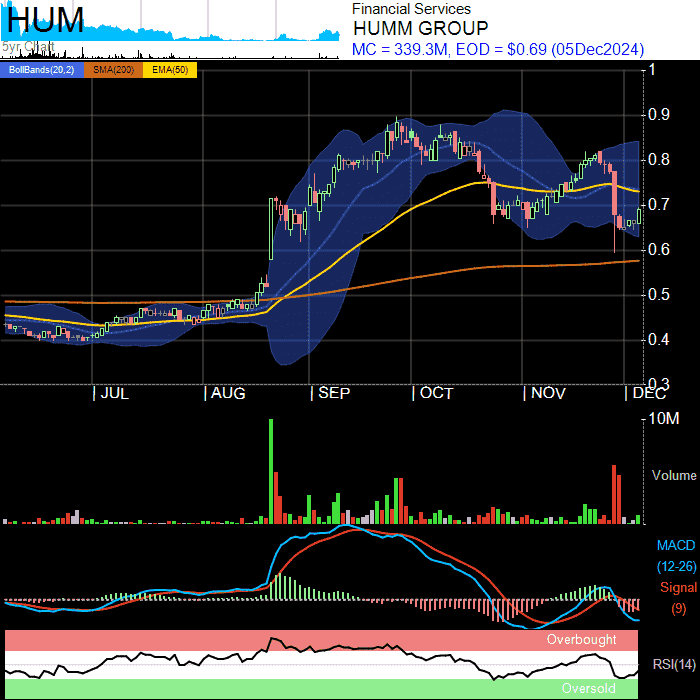 HUM
5yr Chart
Financial Services
HUMM GROUP
MC = 339.3M, EOD = $0.69 (05Dec2024)
BollBands(20,2) SMA(200) EMA(50)
1
0.9
0.8
0.7
0.6
0.5
0.4
0.3
JUL AUG SEP OCT NOV DEC
10M
Volume
MACD
(12-26)
Signal
(9)
Overbought
RSI(14)
Oversold